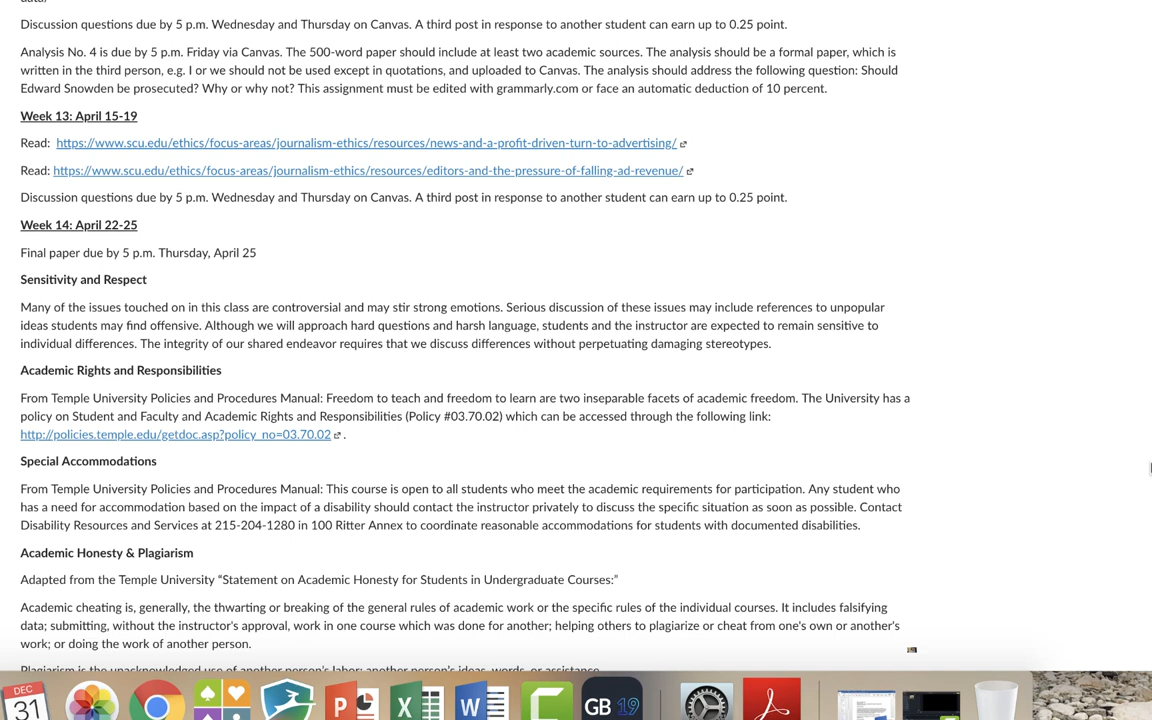 Discussion questions due by 5 p.m. Wednesday and Thursday on Canvas. A third post in response to another student can earn up to 0.25 point.
Analysis No. 4 is due by 5 p.m. Friday via Canvas. The 500-word paper should include at least two academic sources. The analysis should be a formal paper, which is
written in the third person, e.g. I or we should not be used except in quotations, and uploaded to Canvas. The analysis should address the following question: Should
Edward Snowden be prosecuted? Why or why not? This assignment must be edited with grammarly.com or face an automatic deduction of 10 percent.
Week 13: April 15-19
Read: https://www.scu.edu/ethics/focus-areas/journalism-ethics/resources/news-and-a-profit-driven-turn-to-advertising/
Read: https://www.scu.edu/ethics/focus-areas/journalism-ethics/resources/editors-and-the-pressure-of-falling-ad-revenue/
Discussion questions due by 5 p.m. Wednesday and Thursday on Canvas. A third post in response to another student can earn up to 0.25 point.
Week 14: April 22-25
Final paper due by 5 p.m. Thursday, April 25
Sensitivity and Respect
Many of the issues touched on in this class are controversial and may stir strong emotions. Serious discussion of these issues may include references to unpopular
ideas students may find offensive. Although we will approach hard questions and harsh language, students and the instructor are expected to remain sensitive to
individual differences. The integrity of our shared endeavor requires that we discuss differences without perpetuating damaging stereotypes.
Academic Rights and Responsibilities
From Temple University Policies and Procedures Manual: Freedom to teach and freedom to learn are two inseparable facets of academic freedom. The University has a
policy on Student and Faculty and Academic Rights and Responsibilities (Policy #03.70.02) which can be accessed through the following link:
http://policies.temple.edu/getdoc.asp?policy_no=03.70.02 .
Special Accommodations
From Temple University Policies and Procedures Manual: This course is open to all students who meet the academic requirements for participation. Any student who
has a need for accommodation based on the impact of a disability should contact the instructor privately to discuss the specific situation as soon as possible. Contact
Disability Resources and Services at 215-204-1280 in 100 Ritter Annex to coordinate reasonable accommodations for students with documented disabilities.
Academic Honesty & Plagiarism
Adapted from the Temple University “Statement on Academic Honesty for Students in Undergraduate Courses:”
Academic cheating is, generally, the thwarting or breaking of the general rules of academic work or the specific rules of the individual courses. It includes falsifying
data; submitting, without the instructor's approval, work in one course which was done for another; helping others to plagiarize or cheat from one's own or another's
work; or doing the work of another person.
Plagiarism is the unacknowledged use of another person’s labor: another person’s ideas, words, or assistance.
DEC
31
P
X
W
GB 19